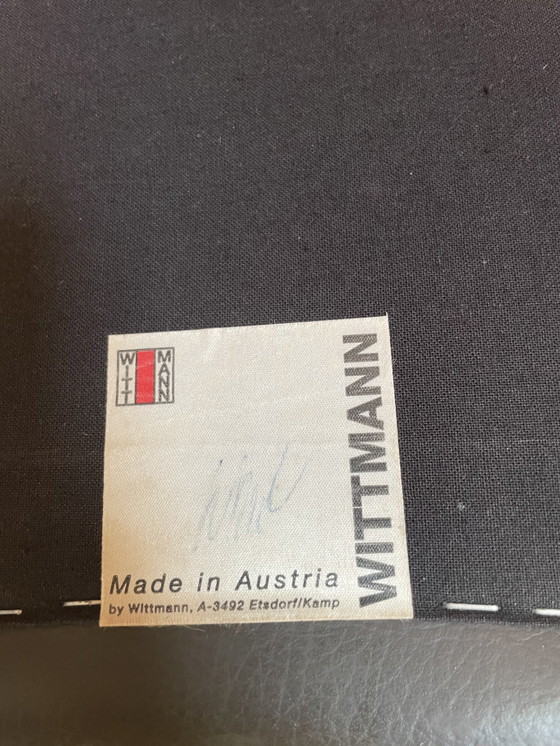 WITT
MANN
WITTMANN
Made in Austria
by Wittmann, A-3492 Etsdorf/Kamp